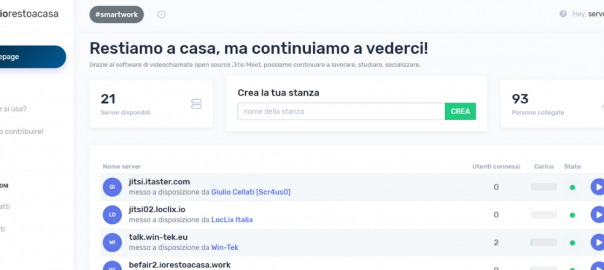 iorestoacasa
#smartwork
Hey, serve
epage
Restiamo a casa, ma continuiamo a vederci!
Grazie al software di videochiamate open source Jitsi Meet, possiamo continuare a lavorare, studiare, socializzare.
21
Server disponibili
Crea la tua stanza
nome della stanza
CREA
93
Persone collegate
e si usa?
o contribuire!
ONI
atti
ti
Nome server
Utenti connessi
Carico
Stato
GI
jitsi.itaster.com
messo a disposizione da Giulio Cellati [Scr4us0]
0
LO
jitsi02.loclix.io
messo a disposizione da LocLix Italia
0
WI
talk.win-tek.eu
messo a disposizione da Win-Tek
2
befair2.iorestoacasa.work